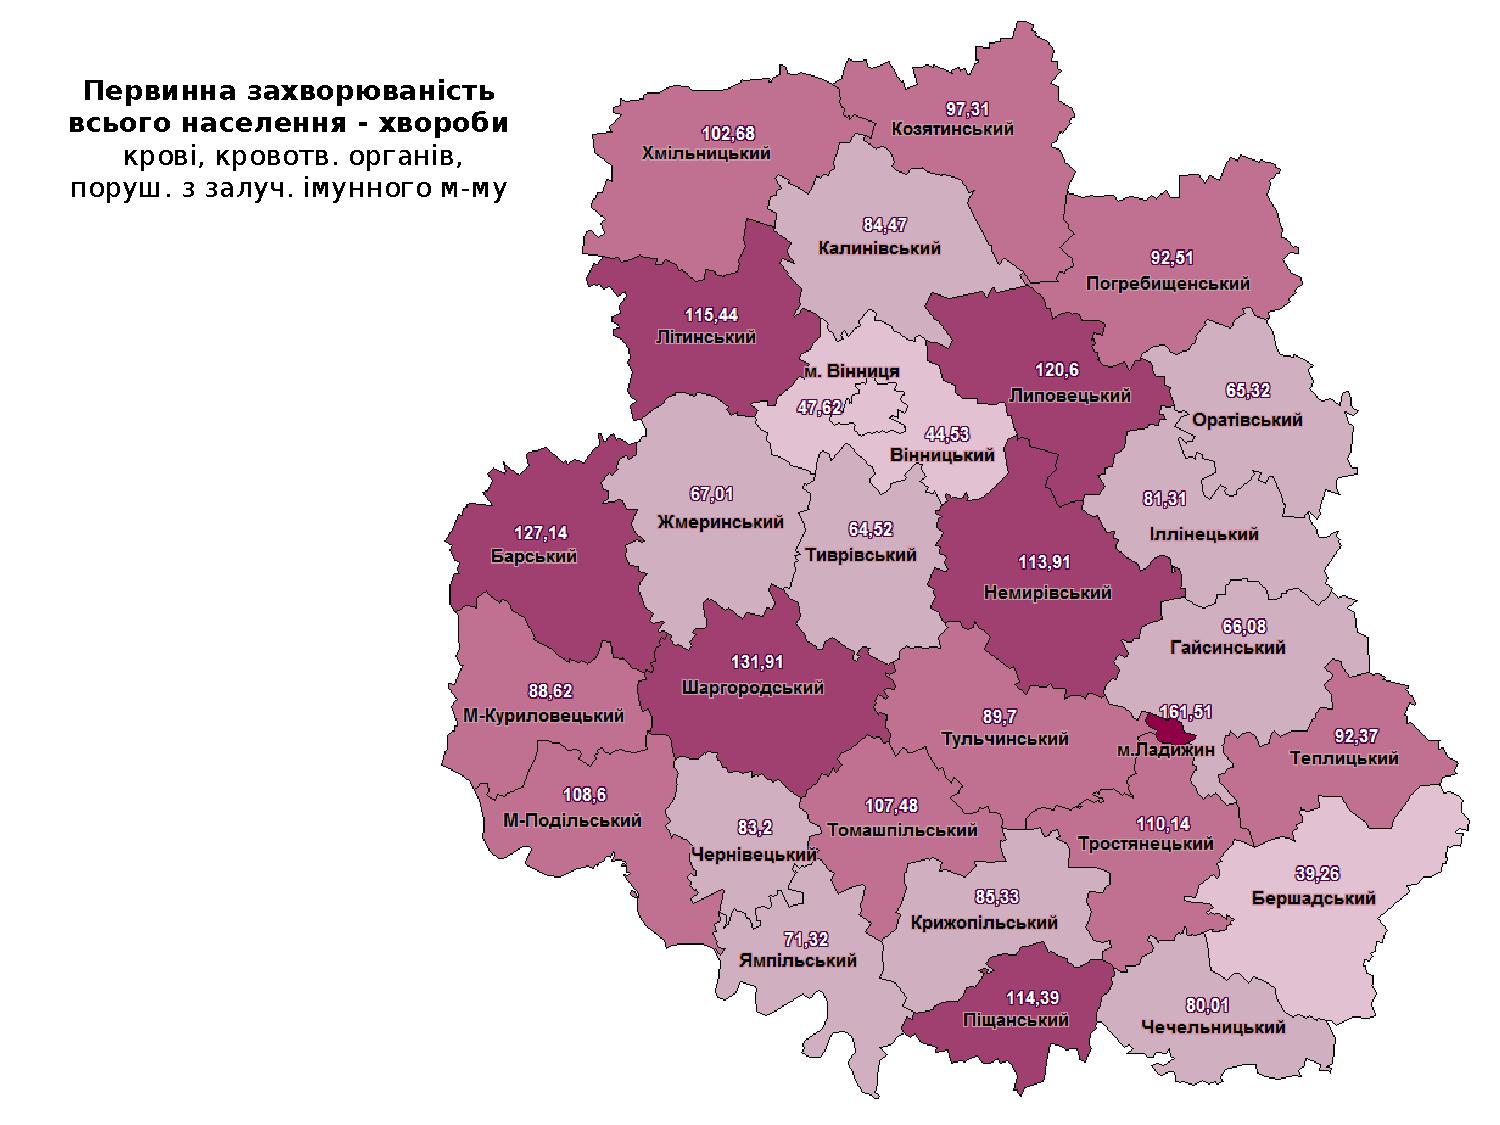 Первинна захворюваність
всього населення - хвороби
крові, кровотв. органів,
поруш. з залуч. імунного м-му
97,31
Козятинський
102,68
Хмільницький
84,47
Калинівський
92,51
Погребищенський
115,44
Літинський
м. Вінниця
47,62
120,6
Липовецький
65,32
Оратівський
44,53
Вінницький
67,01
Жмеринський
81,31
Іллінецький
127,14
Барський
64,52
Тиврівський
113,91
Немирівський
66,08
Гайсинський
131,91
Шаргородський
88,62
М-Куриловецький
89,7
Тульчинський
161,51
м.Ладижин
92,37
Теплицький
108,6
М-Подільський
83,2
Чернівецький
107,48
Томашпільський
110,14
Тростянецький
39,26
Бершадський
85,33
Крижопільський
71,32
Ямпільський
114,39
Піщанський
80,01
Чечельницький